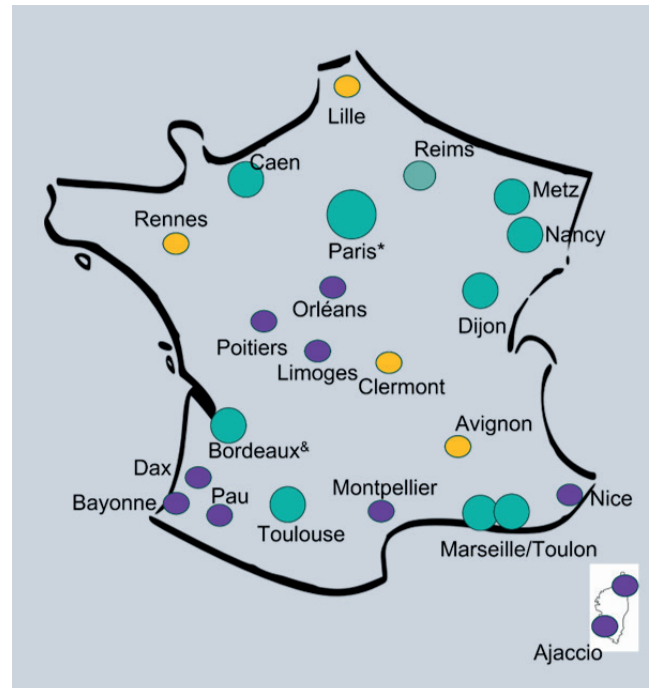 Lille
Caen
Reims
Metz
Rennes
Nancy
Paris*
Orléans
Dijon
Poitiers
Limoges
Clermont
Avignon
Bordeaux&
Dax
Bayonne
Pau
Montpellier
Nice
Toulouse
Marseille/Toulon
Ajaccio